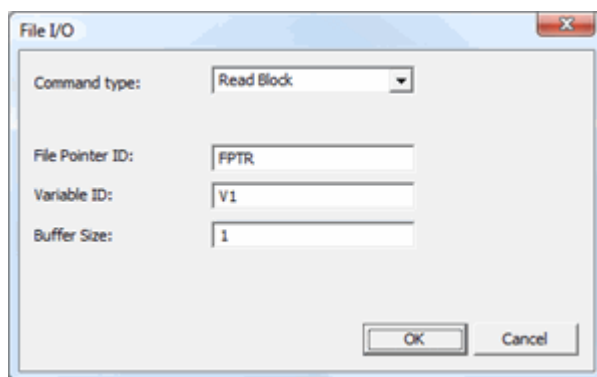 File I/O
Command type: Read Block
File Pointer ID: FPTR
Variable ID: V1
Buffer Size: 1
OK Cancel